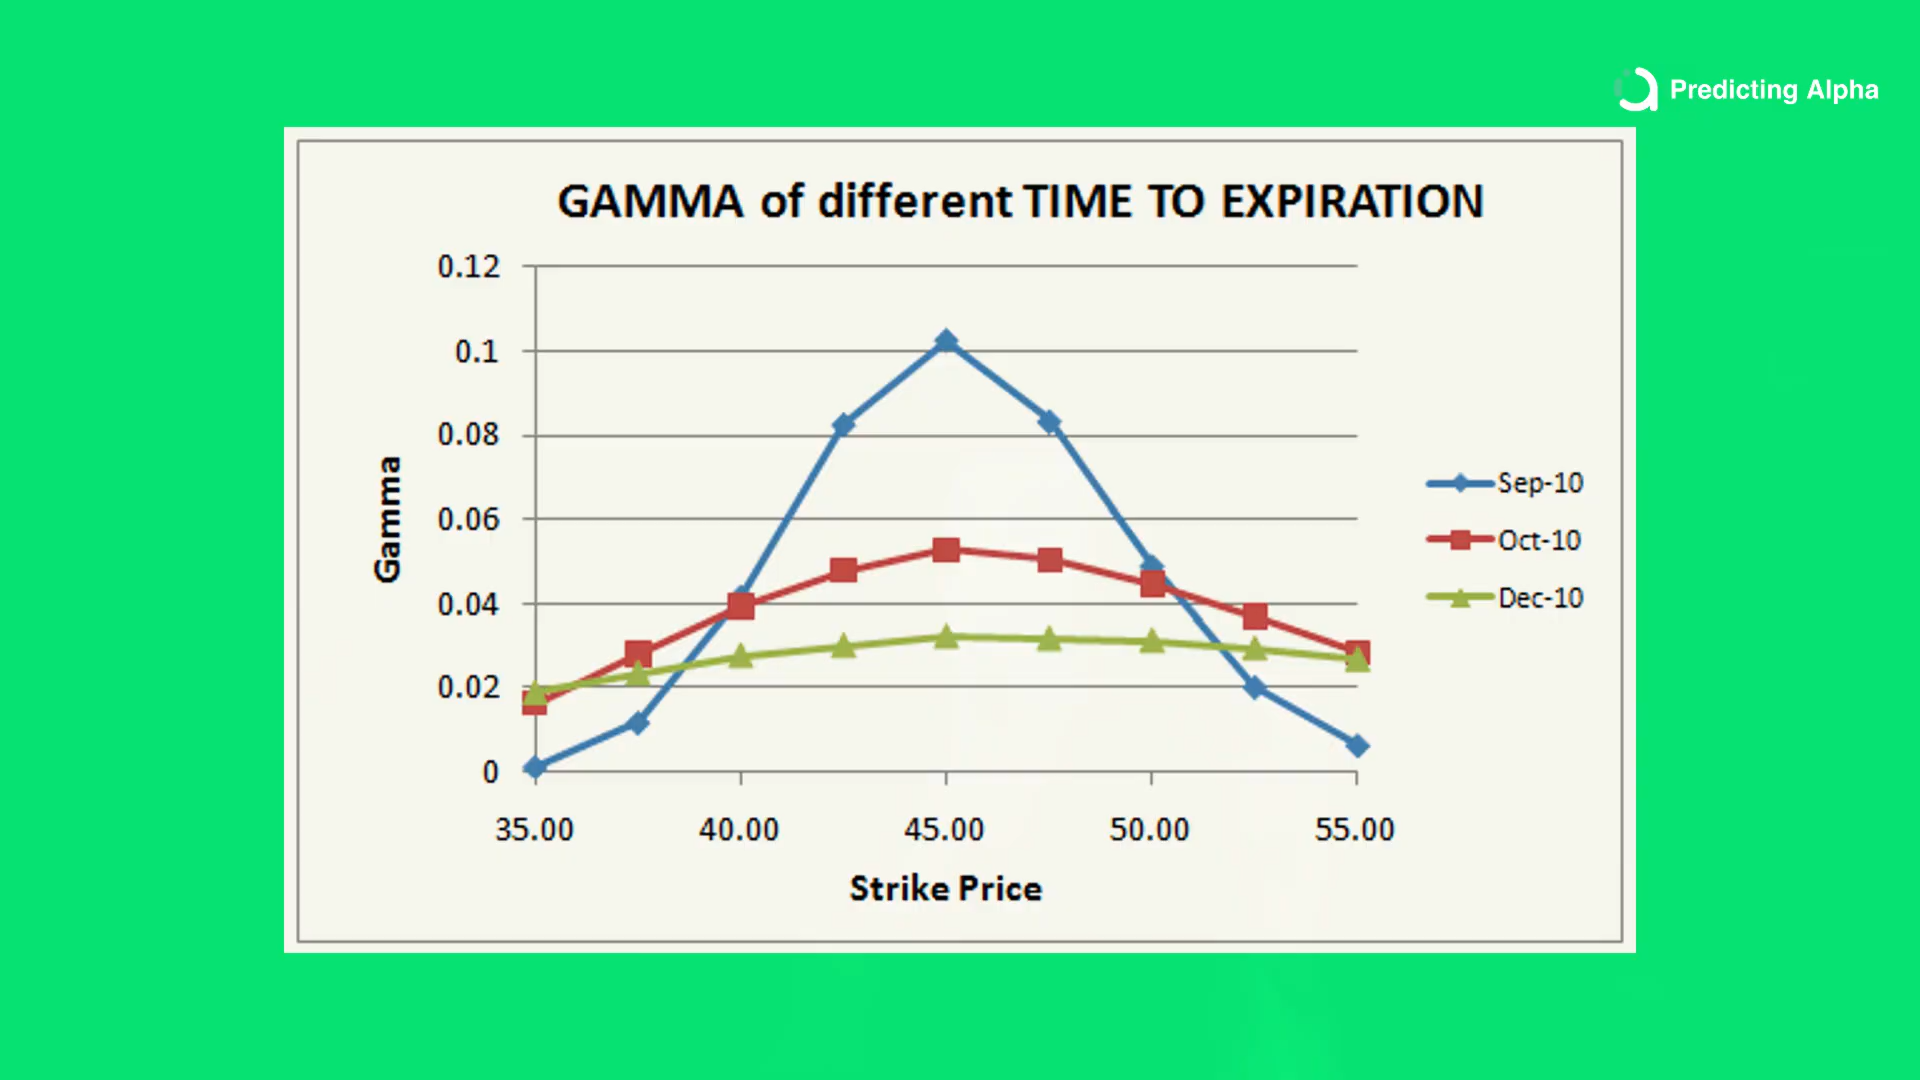 Predicting Alpha
GAMMA of different TIME TO EXPIRATION
0.12
0.1
0.08
0.06
0.04
0.02
0
Gamma
35.00 40.00 45.00 50.00 55.00
Strike Price
Sep-10
Oct-10
Dec-10